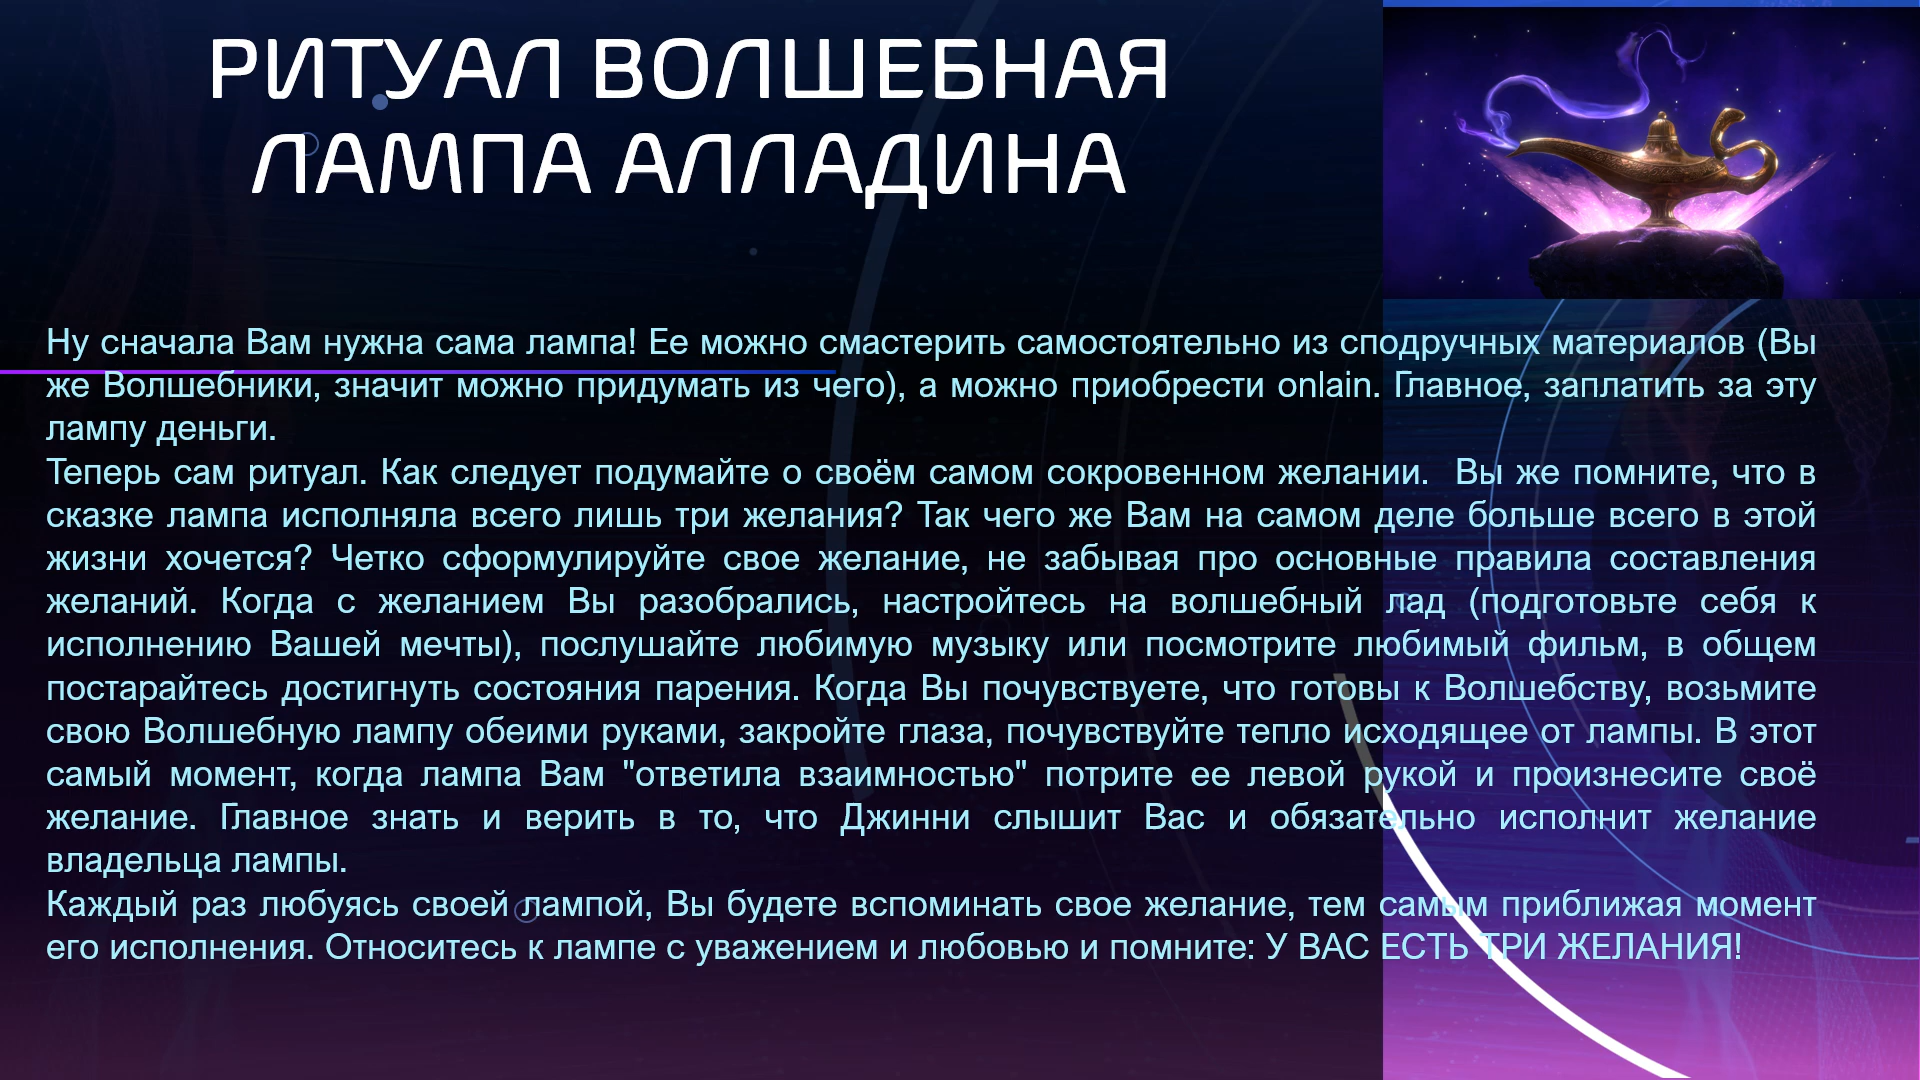 РИТУАЛ ВОЛШЕБНАЯ
ЛАМПА АЛЛАДИНА
Ну сначала Вам нужна сама лампа! Ее можно смастерить самостоятельно из сподручных материалов (Вы
же Волшебники, значит можно придумать из чего), а можно приобрести onlain. Главное, заплатить за эту
лампу деньги.
Теперь сам ритуал. Как следует подумайте о своём самом сокровенном желании. Вы же помните, что в
сказке лампа исполняла всего лишь три желания? Так чего же Вам на самом деле больше всего в этой
жизни хочется? Четко сформулируйте свое желание, не забывая про основные правила составления
желаний. Когда с желанием Вы разобрались, настройтесь на волшебный лад (подготовьте себя к
исполнению Вашей мечты), послушайте любимую музыку или посмотрите любимый фильм, в общем
постарайтесь достигнуть состояния парения. Когда Вы почувствуете, что готовы к Волшебству, возьмите
свою Волшебную лампу обеими руками, закройте глаза, почувствуйте тепло исходящее от лампы. В этот
самый момент, когда лампа Вам "ответила взаимностью" потрите ее левой рукой и произнесите своё
желание. Главное знать и верить в то, что Джинни слышит Вас и обязательно исполнит желание
владельца лампы.
Каждый раз любуясь своей лампой, Вы будете вспоминать свое желание, тем самым приближая момент
его исполнения. Относитесь к лампе с уважением и любовью и помните: У ВАС ЕСТЬ ТРИ ЖЕЛАНИЯ!